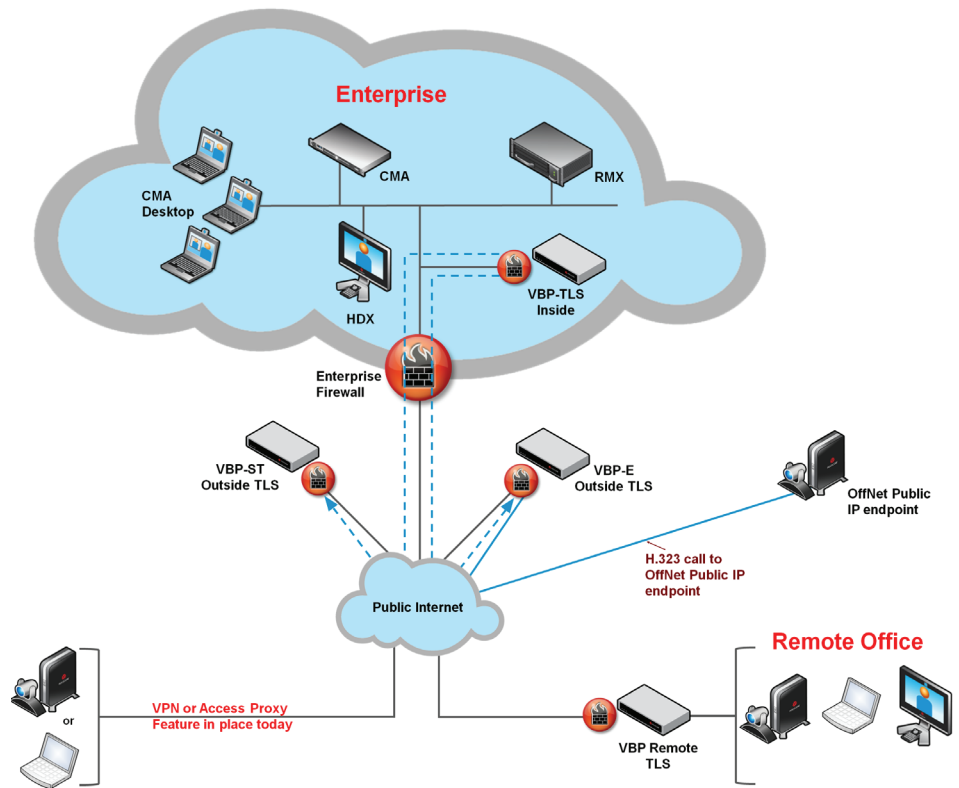 Enterprise
CMA
RMX
CMA
Desktop
HDX
VBP-TLS
Inside
Enterprise
Firewall
VBP-ST
Outside TLS
VBP-E
Outside TLS
OffNet Public
IP endpoint
H.323 call to
OffNet Public IP
endpoint
Public Internet
Remote Office
or
VPN or Access Proxy
Feature in place today
VBP Remote
TLS